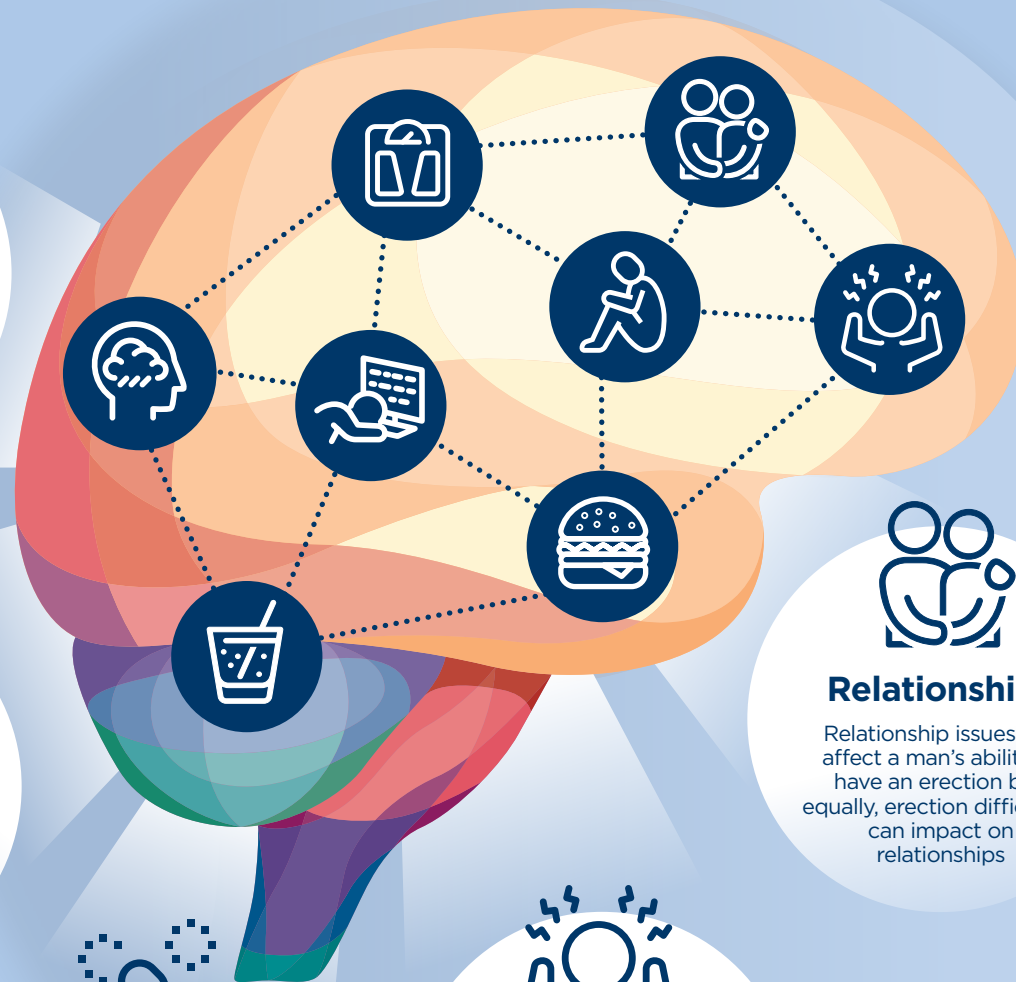 Relationshi
Relationship issues
affect a man's abilit
have an erection b
equally, erection diffic
can impact on
relationships